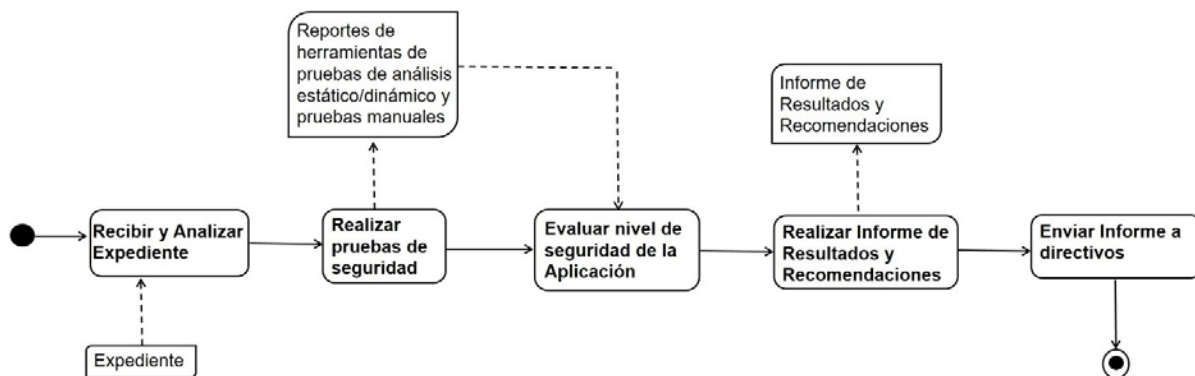 Reportes de
herramientas de
pruebas de análisis
estático/dinámico y
pruebas manuales
Informe de
Resultados y
Recomendaciones
Recibir y Analizar
Expediente
Realizar
pruebas de
seguridad
Evaluar nivel de
seguridad de la
Aplicación
Realizar Informe de
Resultados y
Recomendaciones
Enviar Informe a
directivos
Expediente